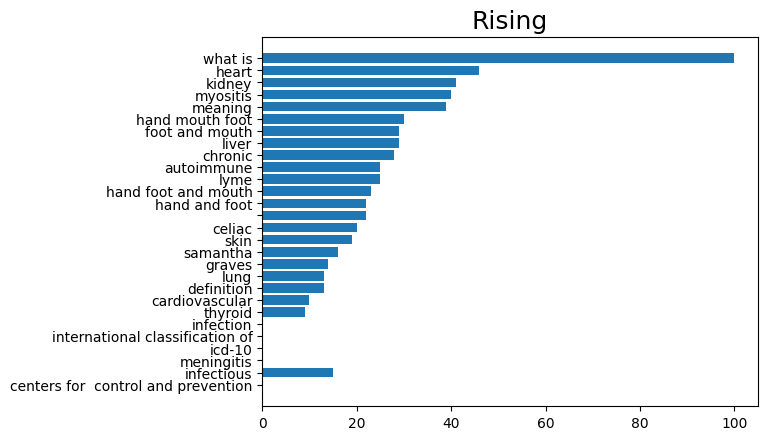 Rising
what is
heart
kidney
myositis
meaning
hand mouth foot
foot and mouth
liver
chronic
autoimmune
lyme
hand foot and mouth
hand and foot
celiac
skin
samantha
graves
lung
definition
cardiovascular
thyroid
infection
international classification of
icd-10
meningitis
infectious
centers for  control and prevention
0 20 40 60 80 100